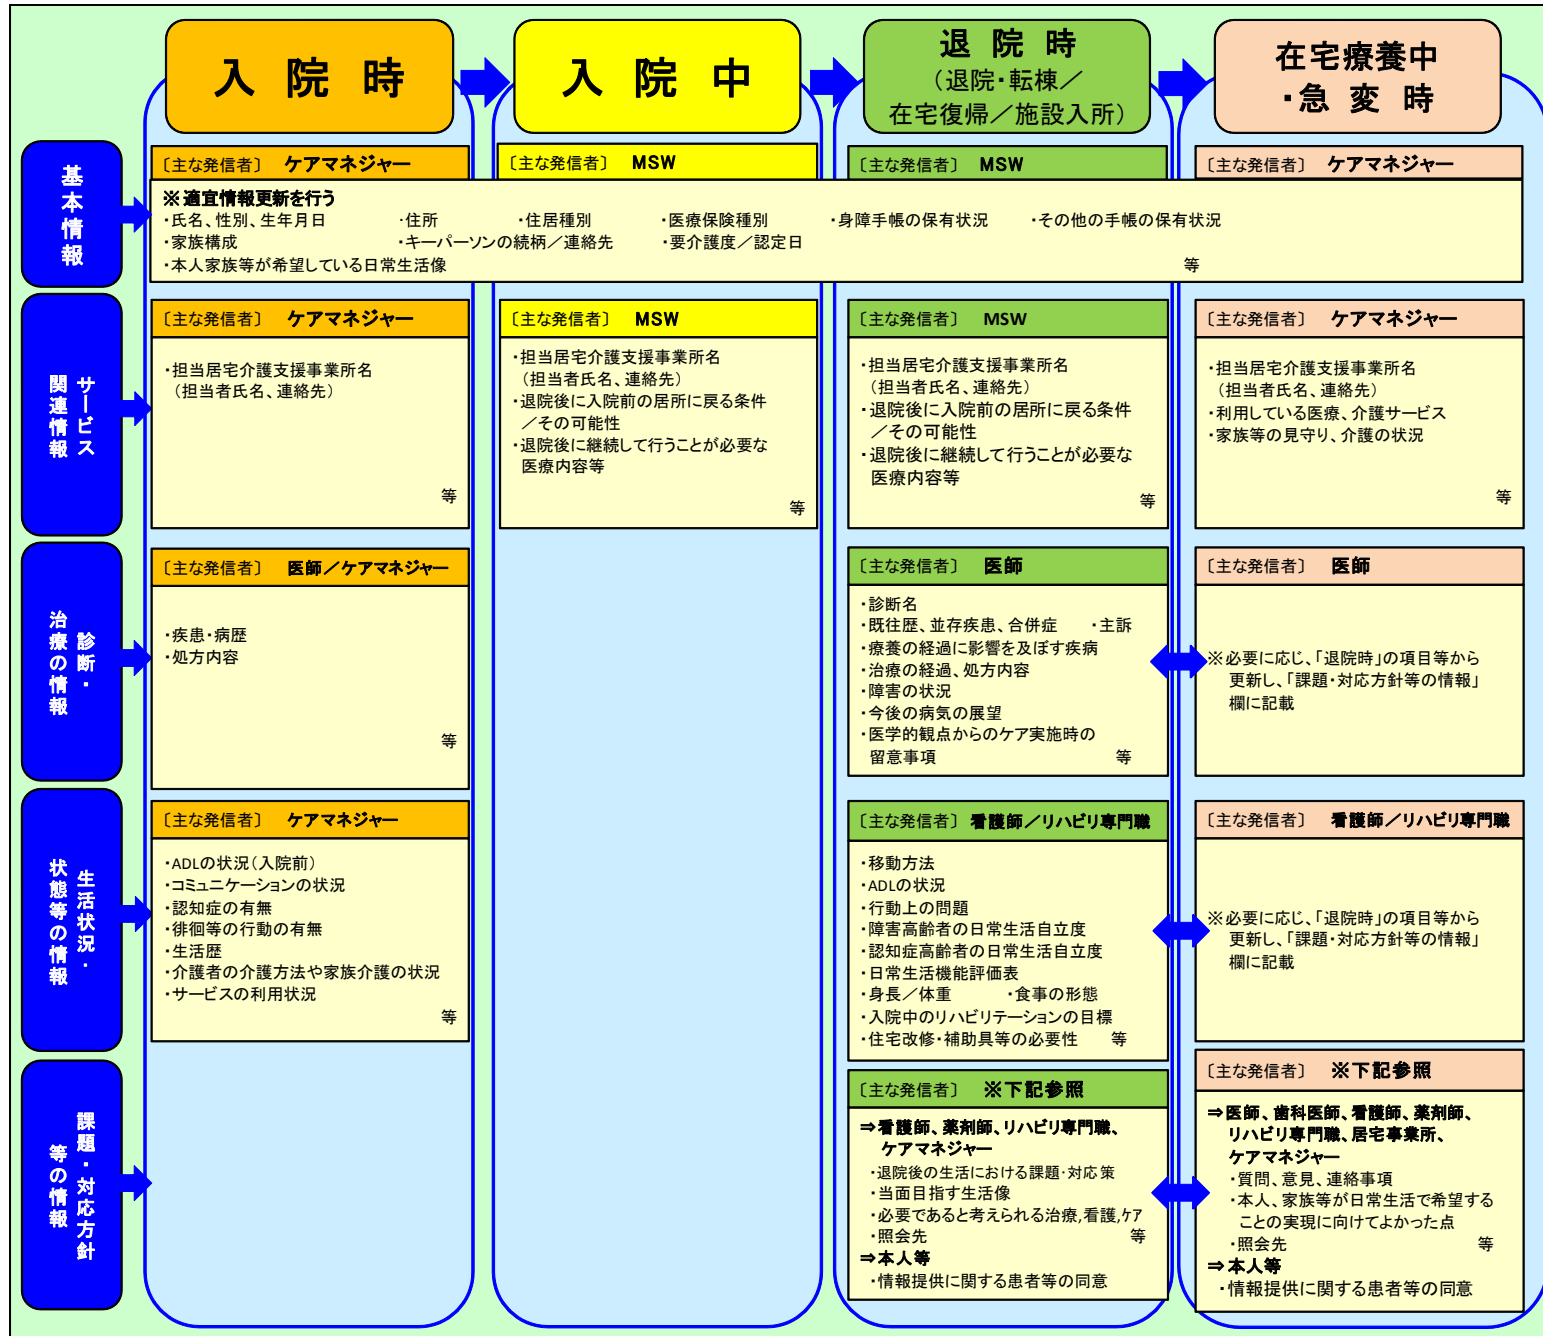 入 院 時
入 院 中
退 院 時
（退院・転棟／
在宅復帰／施設入所）
在宅療養中
・急 変 時
基本情報
〔主な発信者〕 ケアマネジャー
〔主な発信者〕 MSW
〔主な発信者〕 MSW
〔主な発信者〕 ケアマネジャー
※適宜情報更新を行う
・氏名、性別、生年月日 ・住所 ・住居種別 ・医療保険種別 ・身障手帳の保有状況 ・その他の手帳の保有状況
・家族構成 ・キーパーソンの続柄／連絡先 ・要介護度／認定日
・本人家族等が希望している日常生活像 等
サービス
関連情報
〔主な発信者〕 ケアマネジャー
・担当居宅介護支援事業所名
（担当者氏名、連絡先）
等
〔主な発信者〕 MSW
・担当居宅介護支援事業所名
（担当者氏名、連絡先）
・退院後に入院前の居所に戻る条件
／その可能性
・退院後に継続して行うことが必要な
医療内容等
等
〔主な発信者〕 MSW
・担当居宅介護支援事業所名
（担当者氏名、連絡先）
・退院後に入院前の居所に戻る条件
／その可能性
・退院後に継続して行うことが必要な
医療内容等
等
〔主な発信者〕 ケアマネジャー
・担当居宅介護支援事業所名
（担当者氏名、連絡先）
・利用している医療、介護サービス
・家族等の見守り、介護の状況
等
診断・
治療の情報
〔主な発信者〕 医師／ケアマネジャー
・疾患・病歴
・処方内容
等
〔主な発信者〕 医師
・診断名
・既往歴、並存疾患、合併症 ・主訴
・療養の経過に影響を及ぼす疾病
・治療の経過、処方内容
・障害の状況
・今後の病気の展望
・医学的観点からのケア実施時の
留意事項 等
〔主な発信者〕 医師
※必要に応じ、「退院時」の項目等から
更新し、「課題・対応方針等の情報」
欄に記載
生活状況・
状態等の情報
〔主な発信者〕 ケアマネジャー
・ADLの状況（入院前）
・コミュニケーションの状況
・認知症の有無
・徘徊等の行動の有無
・生活歴
・介護者の介護方法や家族介護の状況
・サービスの利用状況
等
〔主な発信者〕 看護師／リハビリ専門職
・移動方法
・ADLの状況
・行動上の問題
・障害高齢者の日常生活自立度
・認知症高齢者の日常生活自立度
・日常生活機能評価表
・身長／体重 ・食事の形態
・入院中のリハビリテーションの目標
・住宅改修・補助具等の必要性 等
〔主な発信者〕 看護師／リハビリ専門職
※必要に応じ、「退院時」の項目等から
更新し、「課題・対応方針等の情報」
欄に記載
課題・対応方針
等の情報
〔主な発信者〕 ※下記参照
⇒看護師、薬剤師、リハビリ専門職、
ケアマネジャー
・退院後の生活における課題・対応策
・当面目指す生活像
・必要であると考えられる治療,看護,ケア
・照会先 等
⇒本人等
・情報提供に関する患者等の同意
〔主な発信者〕 ※下記参照
⇒医師、歯科医師、看護師、薬剤師、
リハビリ専門職、居宅事業所、
ケアマネジャー
・質問、意見、連絡事項
・本人、家族等が日常生活で希望する
ことの実現に向けてよかった点
・照会先 等
⇒本人等
・情報提供に関する患者等の同意